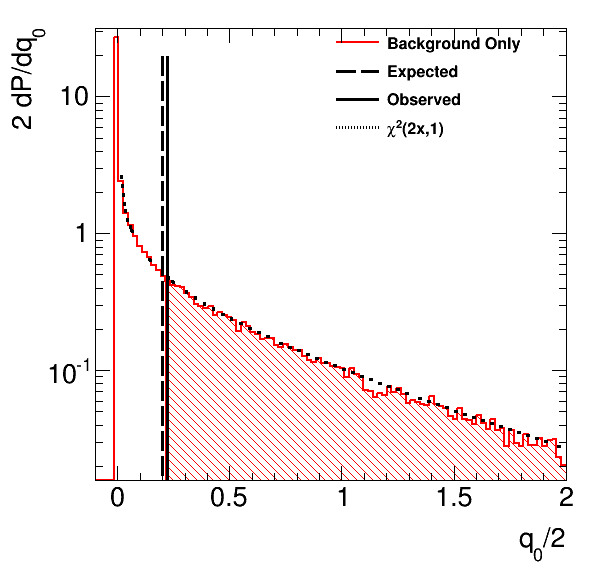 2 dP/dq₀
Background Only
Expected
Observed
χ²(2x,1)
10
1
10⁻¹
0 0.5 1 1.5 2
q₀/2